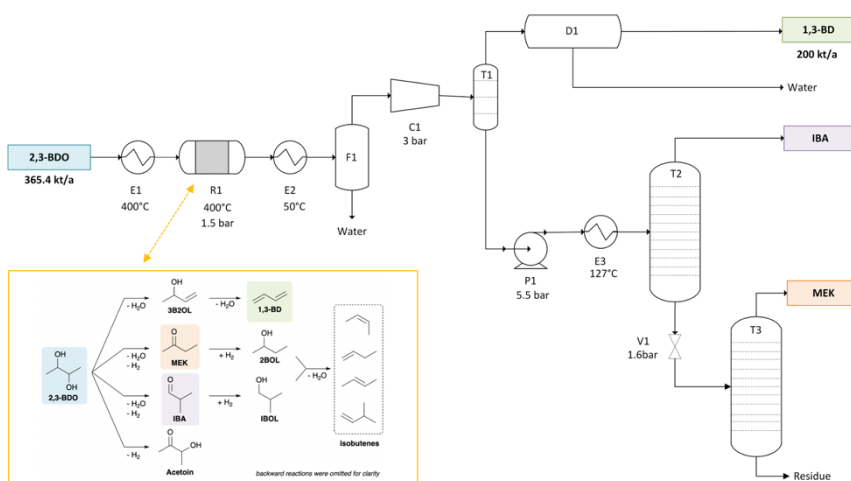 1,3-BD
200 kt/a
D1
T1
Water
C1
3 bar
IBA
2,3-BDO
365.4 kt/a
E1
400°C
R1
400°C
1.5 bar
E2
50°C
F1
Water
T2
P1
5.5 bar
E3
127°C
MEK
V1
1.6bar
T3
Residue
OH
- H₂O
3B2OL
- H₂O
1,3-BD
OH
OH
2,3-BDO
O
- H₂O
- H₂
MEK
+ H₂
OH
2BOL
- H₂O
O
- H₂O
- H₂
IBA
+ H₂
OH
IBOL
isobutenes
- H₂
O
OH
Acetoin
backward reactions were omitted for clarity